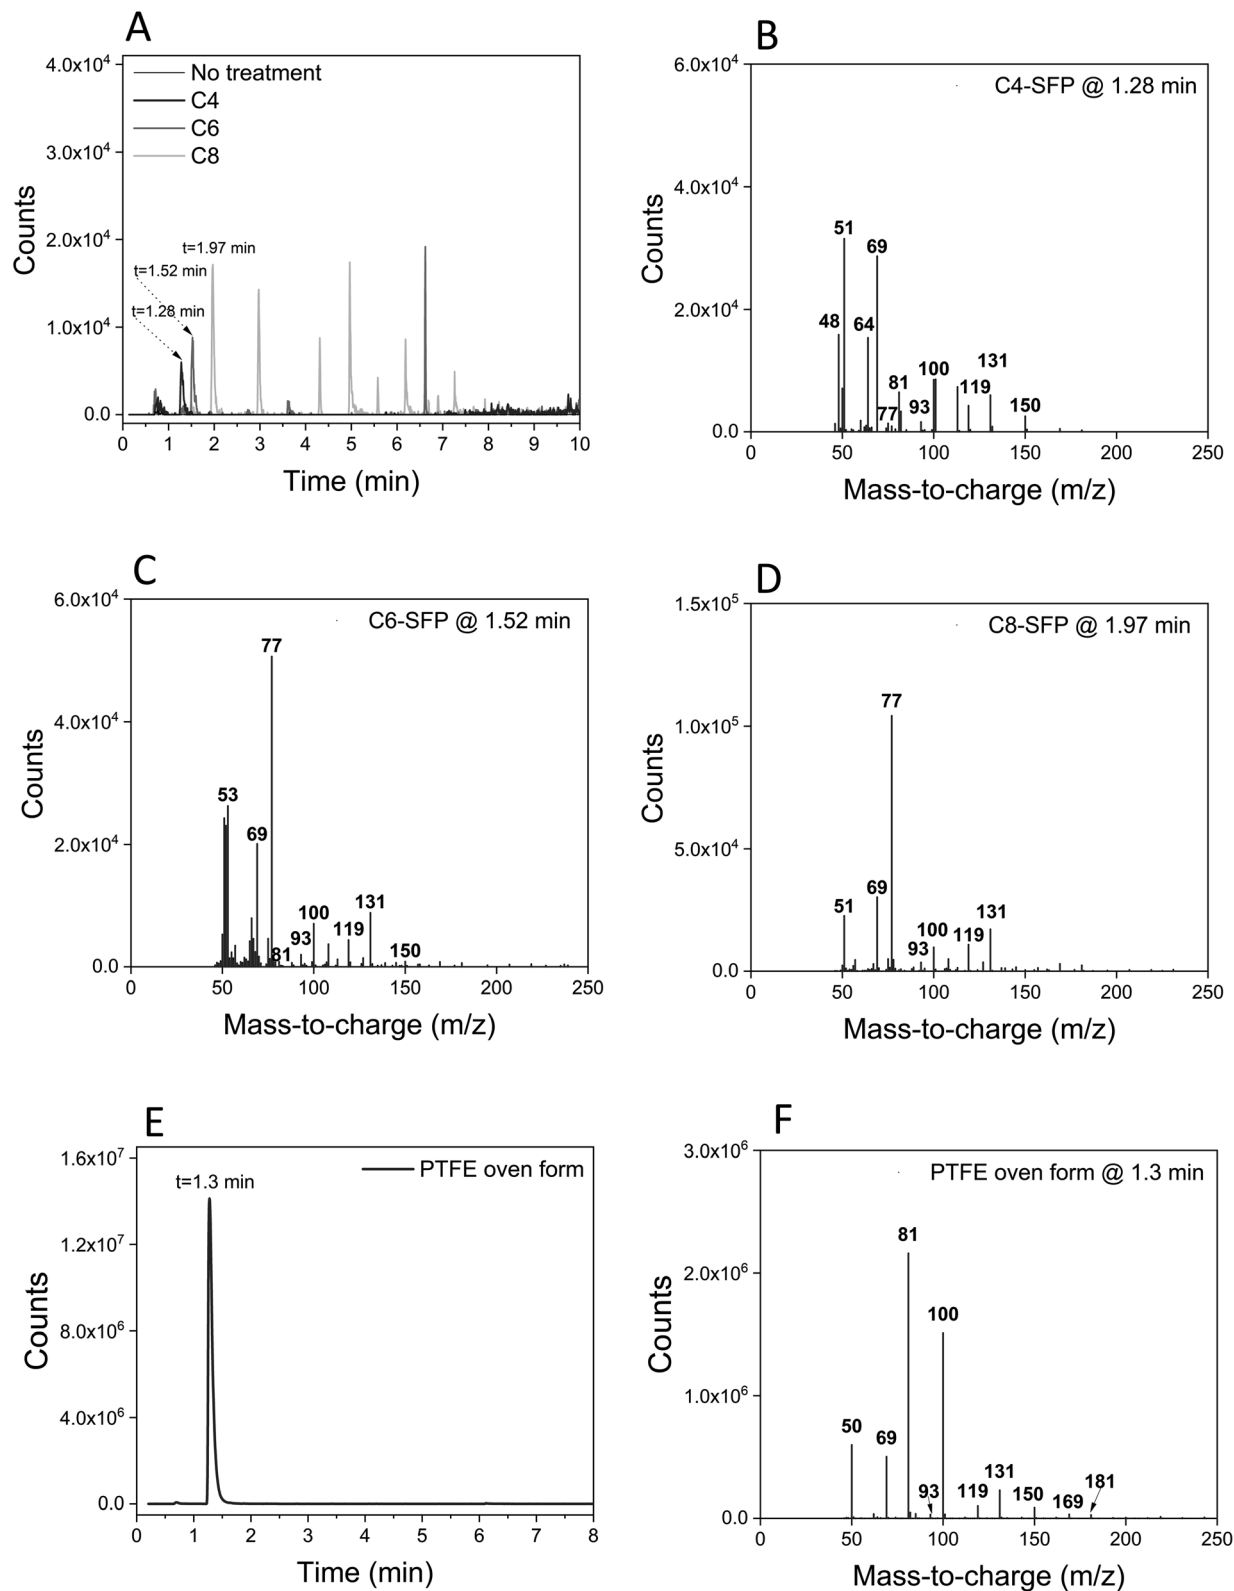 A
4.0x10⁴
3.0x10⁴
2.0x10⁴
1.0x10⁴
0.0
Counts
No treatment
C4
C6
C8
t=1.97 min
t=1.52 min
t=1.28 min
0 1 2 3 4 5 6 7 8 9 10
Time (min)
B
6.0x10⁴
4.0x10⁴
2.0x10⁴
0.0
Counts
C4-SFP @ 1.28 min
51
69
48
64
81
77
93
100
119
131
150
0 50 100 150 200 250
Mass-to-charge (m/z)
C
6.0x10⁴
4.0x10⁴
2.0x10⁴
0.0
Counts
C6-SFP @ 1.52 min
77
53
69
81
93
100
119
131
150
0 50 100 150 200 250
Mass-to-charge (m/z)
D
1.5x10⁵
1.0x10⁵
5.0x10⁴
0.0
Counts
C8-SFP @ 1.97 min
77
51
69
93
100
119
131
0 50 100 150 200 250
Mass-to-charge (m/z)
E
1.6x10⁷
1.2x10⁷
8.0x10⁶
4.0x10⁶
0.0
Counts
PTFE oven form
t=1.3 min
0 1 2 3 4 5 6 7 8
Time (min)
F
3.0x10⁶
2.0x10⁶
1.0x10⁶
0.0
Counts
PTFE oven form @ 1.3 min
81
100
50
69
93
119
131
150
169
181
0 50 100 150 200 250
Mass-to-charge (m/z)